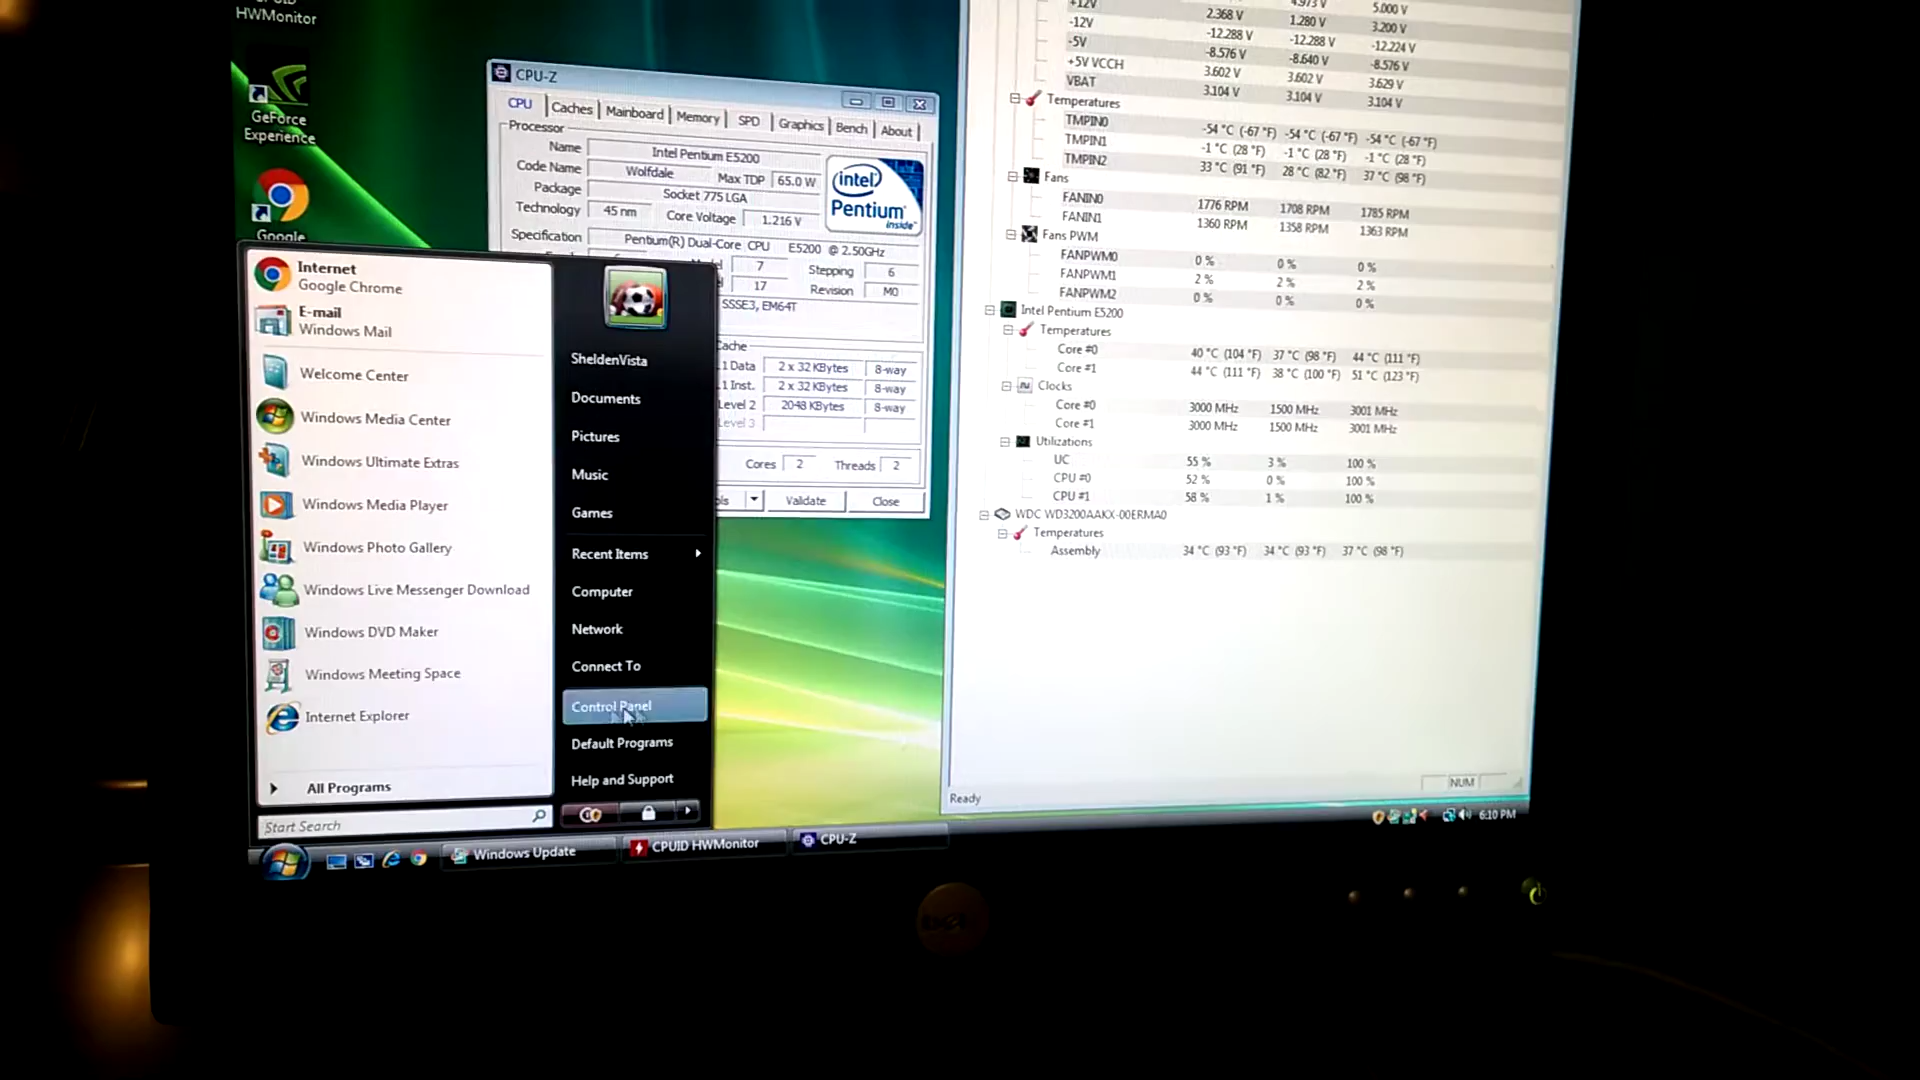 HWMonitor
GeForce
Experience
Google
CPU-Z
CPU Caches Mainboard Memory SPD Graphics Bench About
Processor
Name Intel Pentium E5200
Code Name Wolfdale Max TDP 65.0 W
Package Socket 775 LGA
Technology 45 nm Core Voltage 1.216 V
Specification Pentium(R) Dual-Core CPU E5200 @ 2.50GHz
7 Stepping 6
17 Revision M0
SSSE3, EM64T
Cache
L1 Data 2 x 32 KBytes 8-way
L1 Inst. 2 x 32 KBytes 8-way
Level 2 2048 KBytes 8-way
Level 3
Cores 2 Threads 2
Validate Close
intel
Pentium
inside
Internet
Google Chrome
E-mail
Windows Mail
Welcome Center
Windows Media Center
Windows Ultimate Extras
Windows Media Player
Windows Photo Gallery
Windows Live Messenger Download
Windows DVD Maker
Windows Meeting Space
Internet Explorer
All Programs
Start Search
SheldenVista
Documents
Pictures
Music
Games
Recent Items
Computer
Network
Connect To
Control Panel
Default Programs
Help and Support
+12V 4.973 V 5.000 V
-12V 2.368 V 1.280 V 3.200 V
-5V -12.288 V -12.288 V -12.224 V
+5V VCCH -8.576 V -8.640 V -8.576 V
VBAT 3.602 V 3.602 V 3.629 V
3.104 V 3.104 V 3.104 V
Temperatures
TMPIN0 -54 °C (-67 °F) -54 °C (-67 °F) -54 °C (-67 °F)
TMPIN1 -1 °C (28 °F) -1 °C (28 °F) -1 °C (28 °F)
TMPIN2 33 °C (91 °F) 28 °C (82 °F) 37 °C (98 °F)
Fans
FANIN0 1776 RPM 1708 RPM 1785 RPM
FANIN1 1360 RPM 1358 RPM 1363 RPM
Fans PWM
FANPWM0 0 % 0 % 0 %
FANPWM1 2 % 2 % 2 %
FANPWM2 0 % 0 % 0 %
Intel Pentium E5200
Temperatures
Core #0 40 °C (104 °F) 37 °C (98 °F) 44 °C (111 °F)
Core #1 44 °C (111 °F) 38 °C (100 °F) 51 °C (123 °F)
Clocks
Core #0 3000 MHz 1500 MHz 3001 MHz
Core #1 3000 MHz 1500 MHz 3001 MHz
Utilizations
UC 55 % 3 % 100 %
CPU #0 52 % 0 % 100 %
CPU #1 58 % 1 % 100 %
WDC WD3200AAKX-00ERMA0
Temperatures
Assembly 34 °C (93 °F) 34 °C (93 °F) 37 °C (98 °F)
Ready NUM
Windows Update CPUID HWMonitor CPU-Z 6:10 PM
DELL